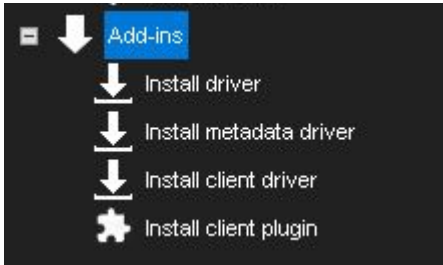 Add-ins
Install driver
Install metadata driver
Install client driver
Install client plugin